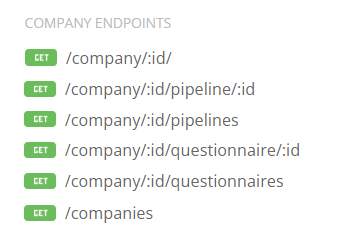 COMPANY ENDPOINTS
GET /company/:id/
GET /company/:id/pipeline/:id
GET /company/:id/pipelines
GET /company/:id/questionnaire/:id
GET /company/:id/questionnaires
GET /companies